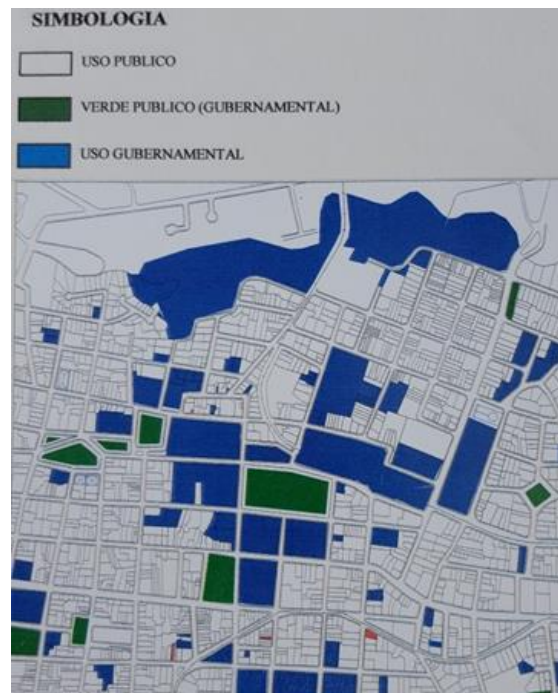 SIMBOLOGIA
USO PUBLICO
VERDE PUBLICO (GUBERNAMENTAL)
USO GUBERNAMENTAL